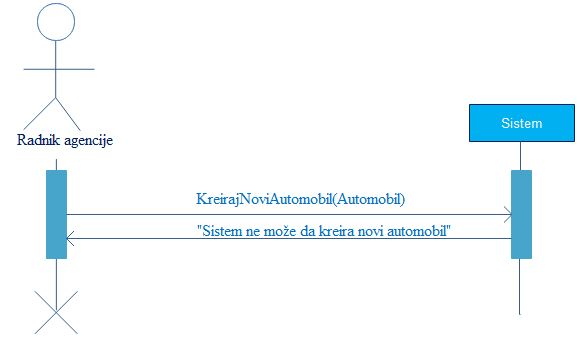 Radnik agencije
Sistem
KreirajNoviAutomobil(Automobil)
"Sistem ne može da kreira novi automobil"